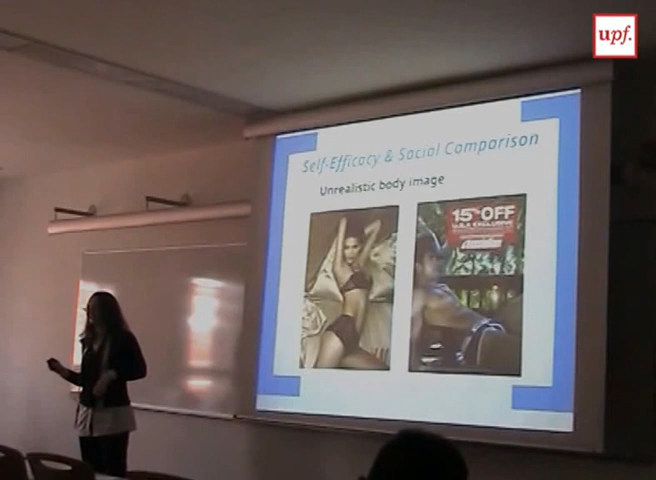 upf.
Self-Efficacy & Social Comparison
Unrealistic body image
15% OFF